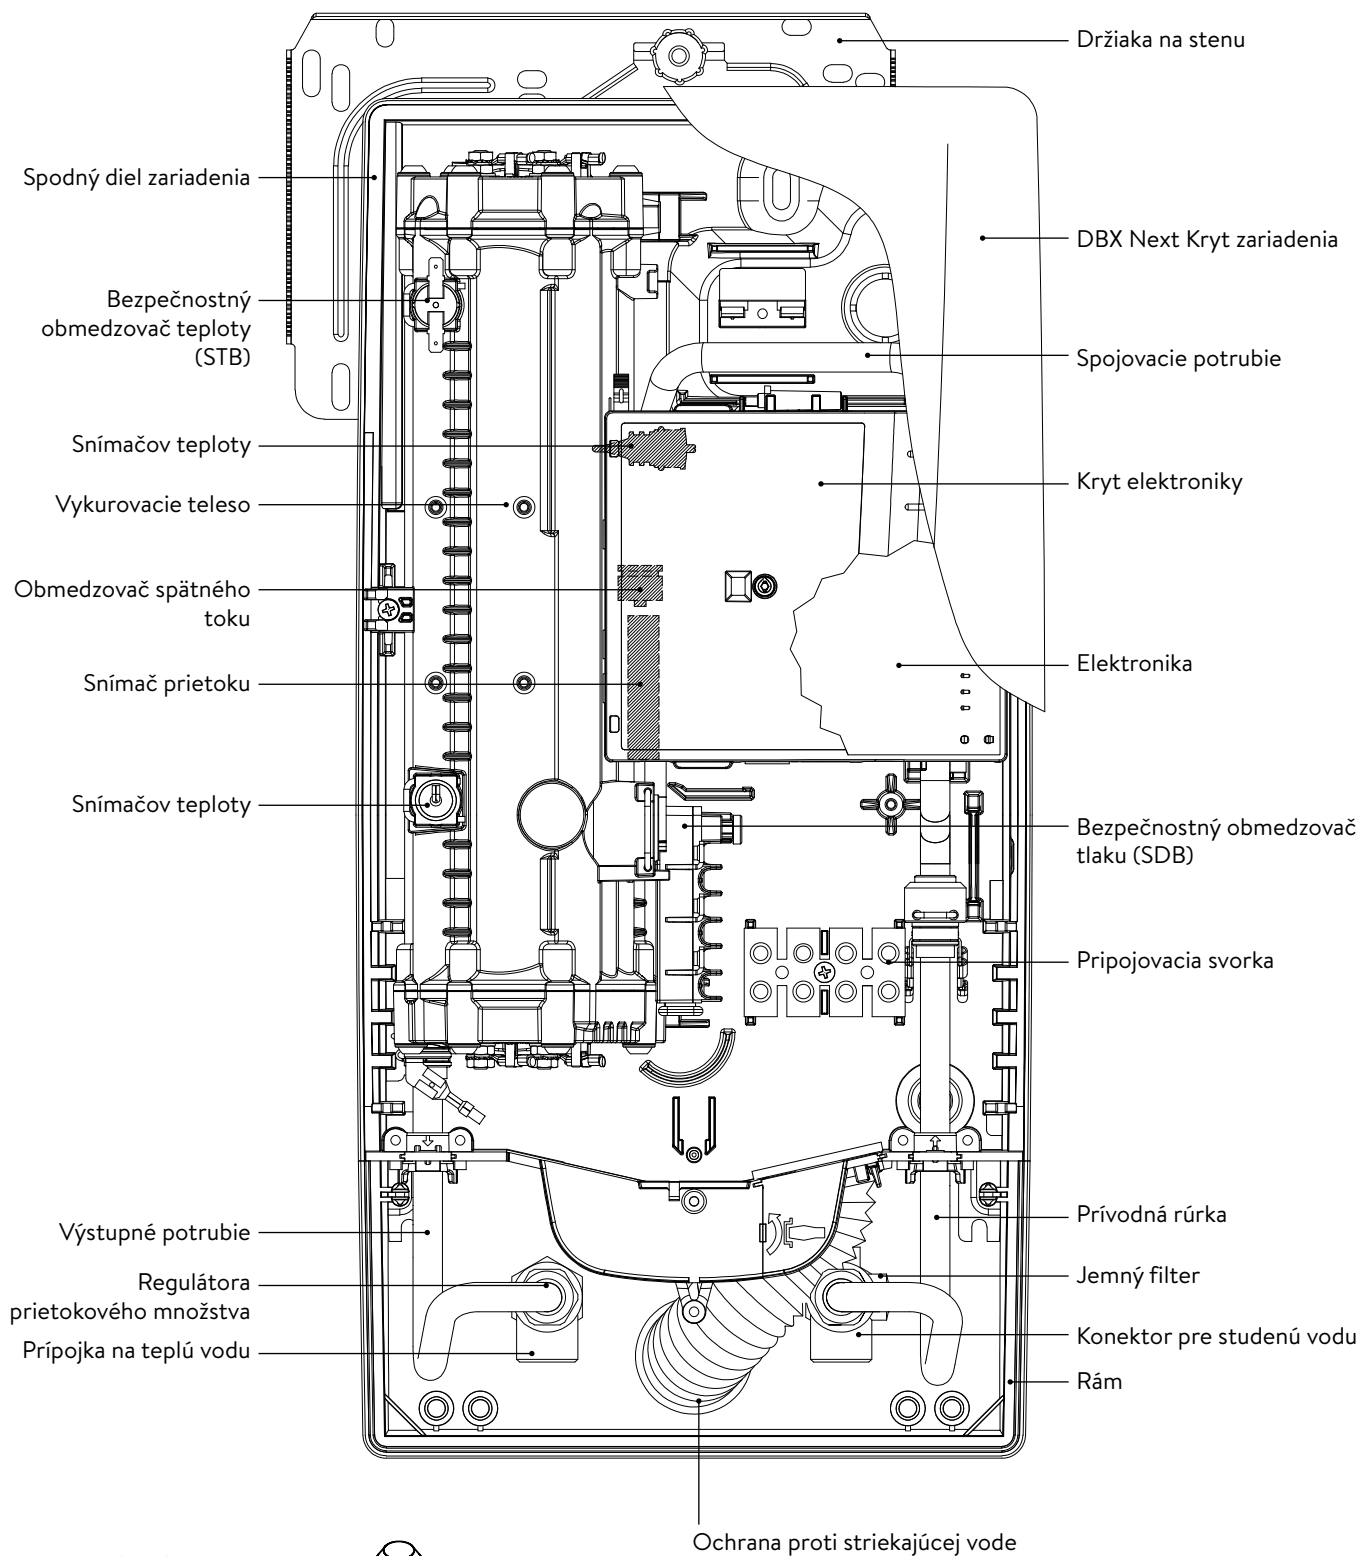 Držiaka na stenu
Spodný diel zariadenia
DBX Next Kryt zariadenia
Bezpečnostný
obmedzovač teploty
(STB)
Spojovacie potrubie
Snímačov teploty
Kryt elektroniky
Vykurovacie teleso
Obmedzovač spätného
toku
Elektronika
Snímač prietoku
Snímačov teploty
Bezpečnostný obmedzovač
tlaku (SDB)
Pripojovacia svorka
Výstupné potrubie
Prívodná rúrka
Regulátora
prietokového množstva
Jemný filter
Prípojka na teplú vodu
Konektor pre studenú vodu
Rám
Ochrana proti striekajúcej vode